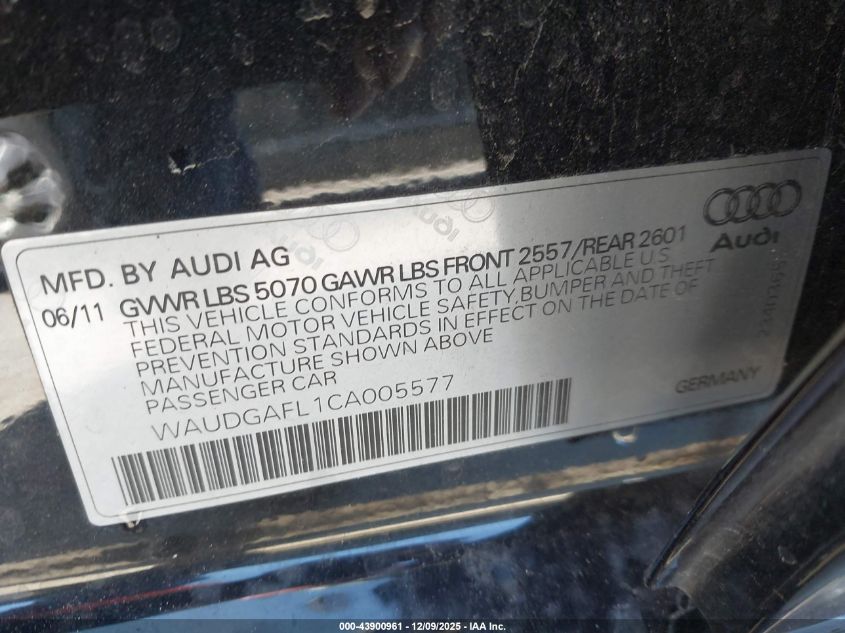 MFD. BY AUDI AG
06/11 GVWR LBS 5070 GAWR LBS FRONT 2557/REAR 2601
THIS VEHICLE CONFORMS TO ALL APPLICABLE U.S.
FEDERAL MOTOR VEHICLE SAFETY,BUMPER AND THEFT
PREVENTION STANDARDS IN EFFECT ON THE DATE OF
MANUFACTURE SHOWN ABOVE
PASSENGER CAR
WAUDGAFL1CA005577
Audi
GERMANY
000-43900961 • 12/09/2025 • IAA Inc.